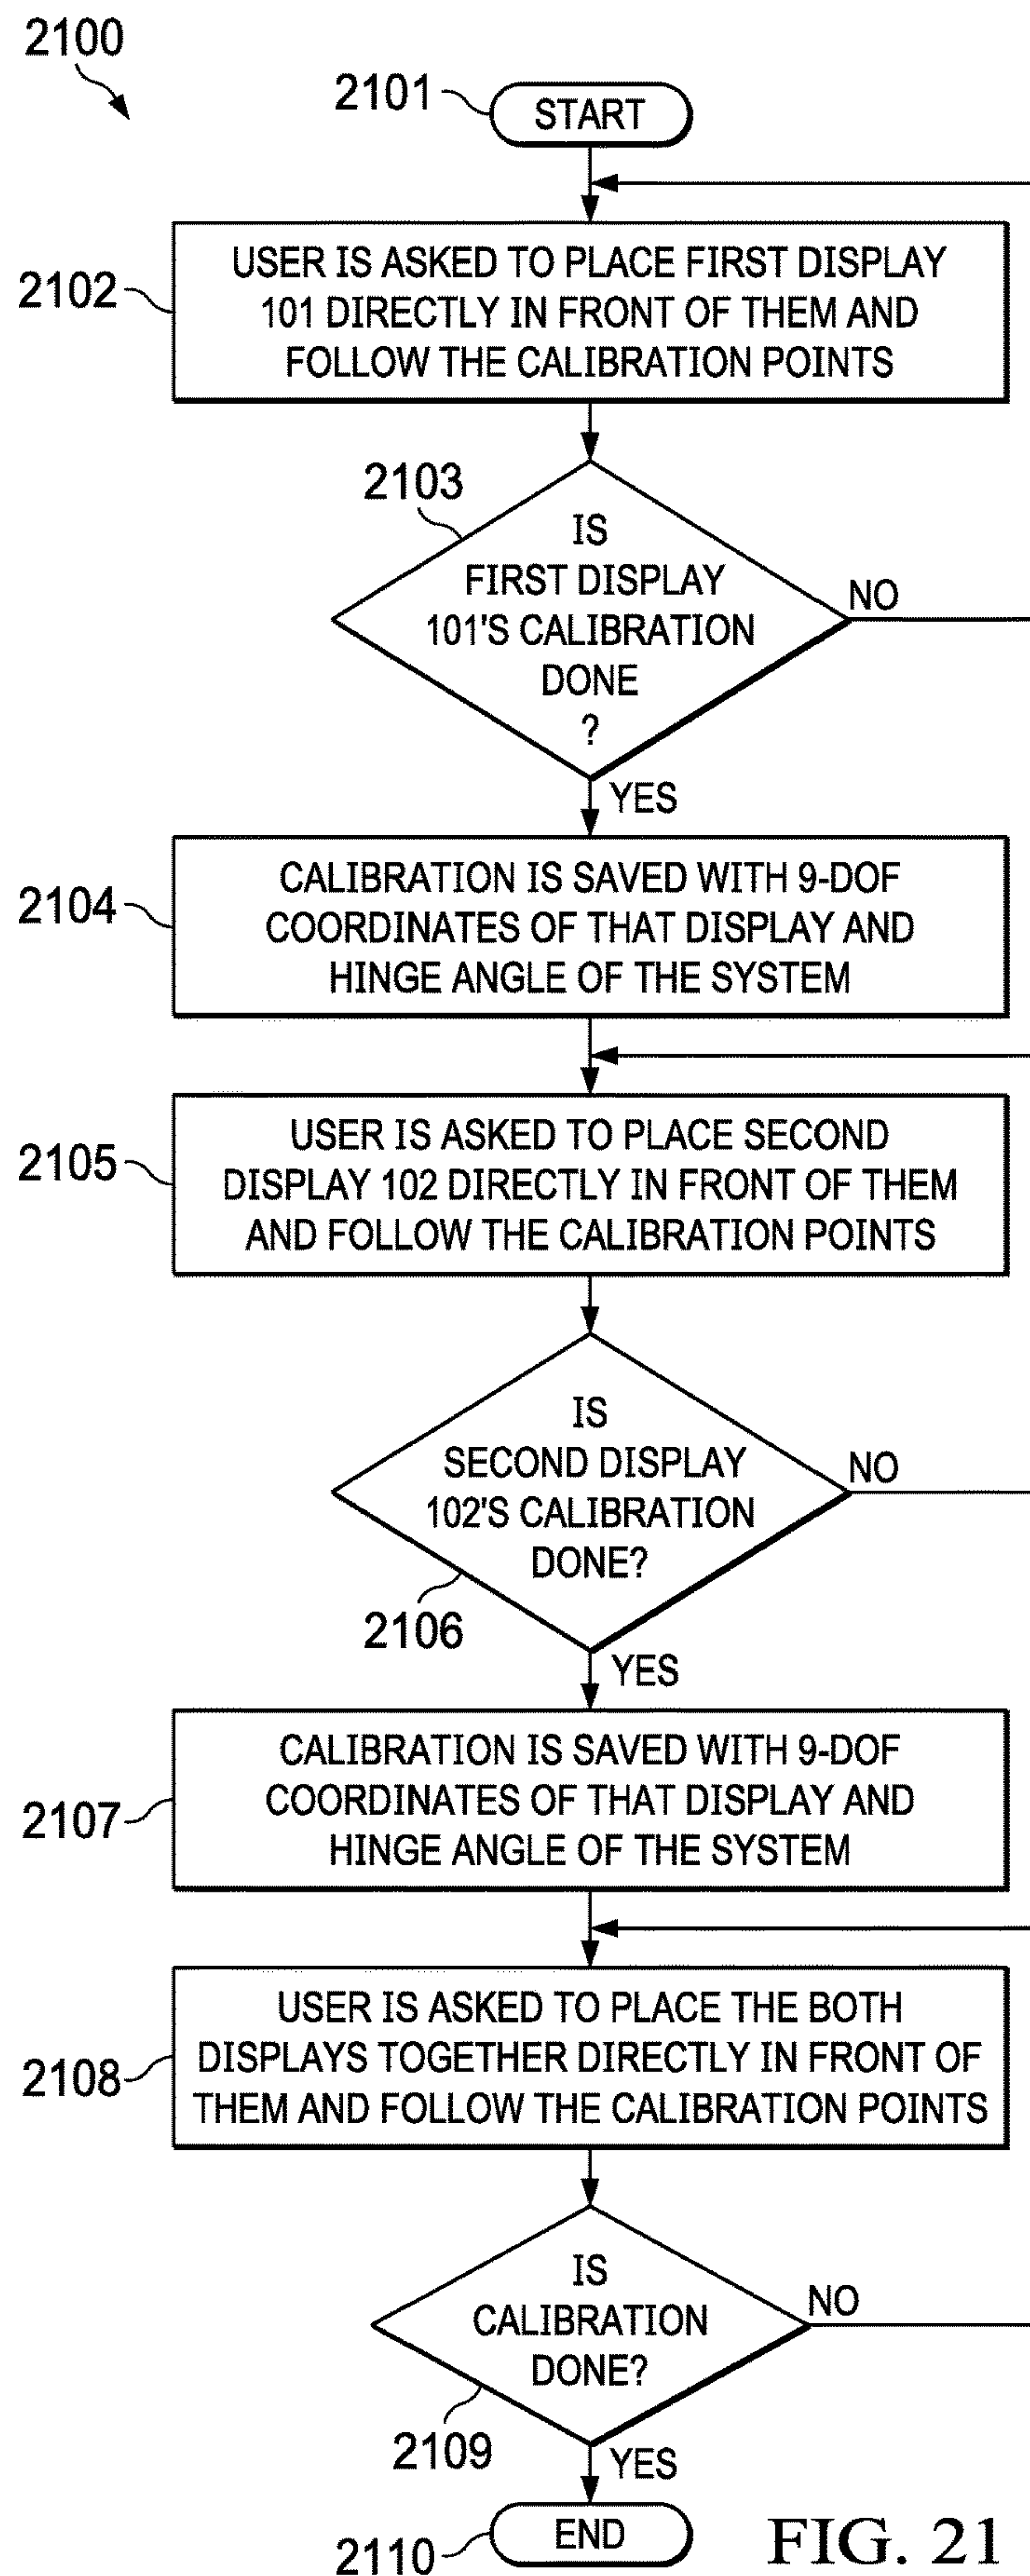 2100
2101
START
2102
USER IS ASKED TO PLACE FIRST DISPLAY
101 DIRECTLY IN FRONT OF THEM AND
FOLLOW THE CALIBRATION POINTS
2103
IS
FIRST DISPLAY
101'S CALIBRATION
DONE
?
NO
YES
2104
CALIBRATION IS SAVED WITH 9-DOF
COORDINATES OF THAT DISPLAY AND
HINGE ANGLE OF THE SYSTEM
2105
USER IS ASKED TO PLACE SECOND
DISPLAY 102 DIRECTLY IN FRONT OF THEM
AND FOLLOW THE CALIBRATION POINTS
IS
SECOND DISPLAY
102'S CALIBRATION
DONE?
NO
2106
YES
2107
CALIBRATION IS SAVED WITH 9-DOF
COORDINATES OF THAT DISPLAY AND
HINGE ANGLE OF THE SYSTEM
2108
USER IS ASKED TO PLACE THE BOTH
DISPLAYS TOGETHER DIRECTLY IN FRONT OF
THEM AND FOLLOW THE CALIBRATION POINTS
IS
CALIBRATION
DONE?
NO
2109
YES
2110
END
FIG. 21